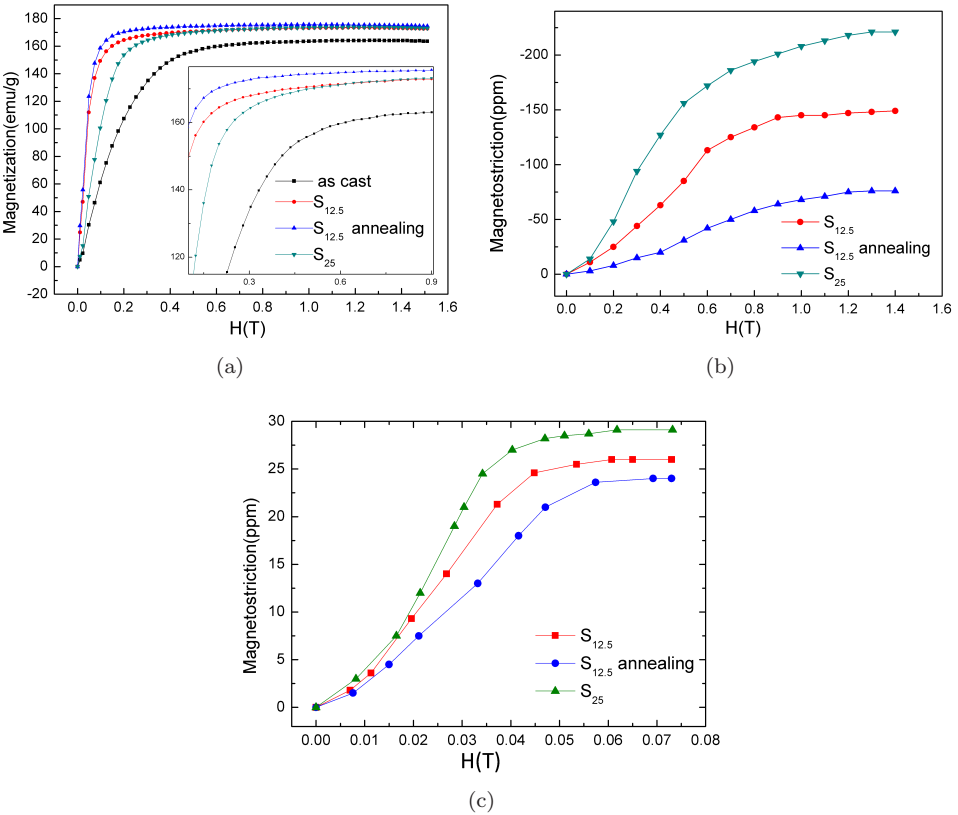 Magnetization(emu/g)
180
160
140
120
100
80
60
40
20
0
-20
0.0 0.2 0.4 0.6 0.8 1.0 1.2 1.4 1.6
H(T)
160
140
120
0.3 0.6 0.9
as cast
S12.5
S12.5 annealing
S25
(a)
Magnetostriction(ppm)
-200
-150
-100
-50
0
0.0 0.2 0.4 0.6 0.8 1.0 1.2 1.4 1.6
H(T)
S12.5
S12.5 annealing
S25
(b)
Magnetostriction(ppm)
30
25
20
15
10
5
0
0.00 0.01 0.02 0.03 0.04 0.05 0.06 0.07 0.08
H(T)
S12.5
S12.5 annealing
S25
(c)